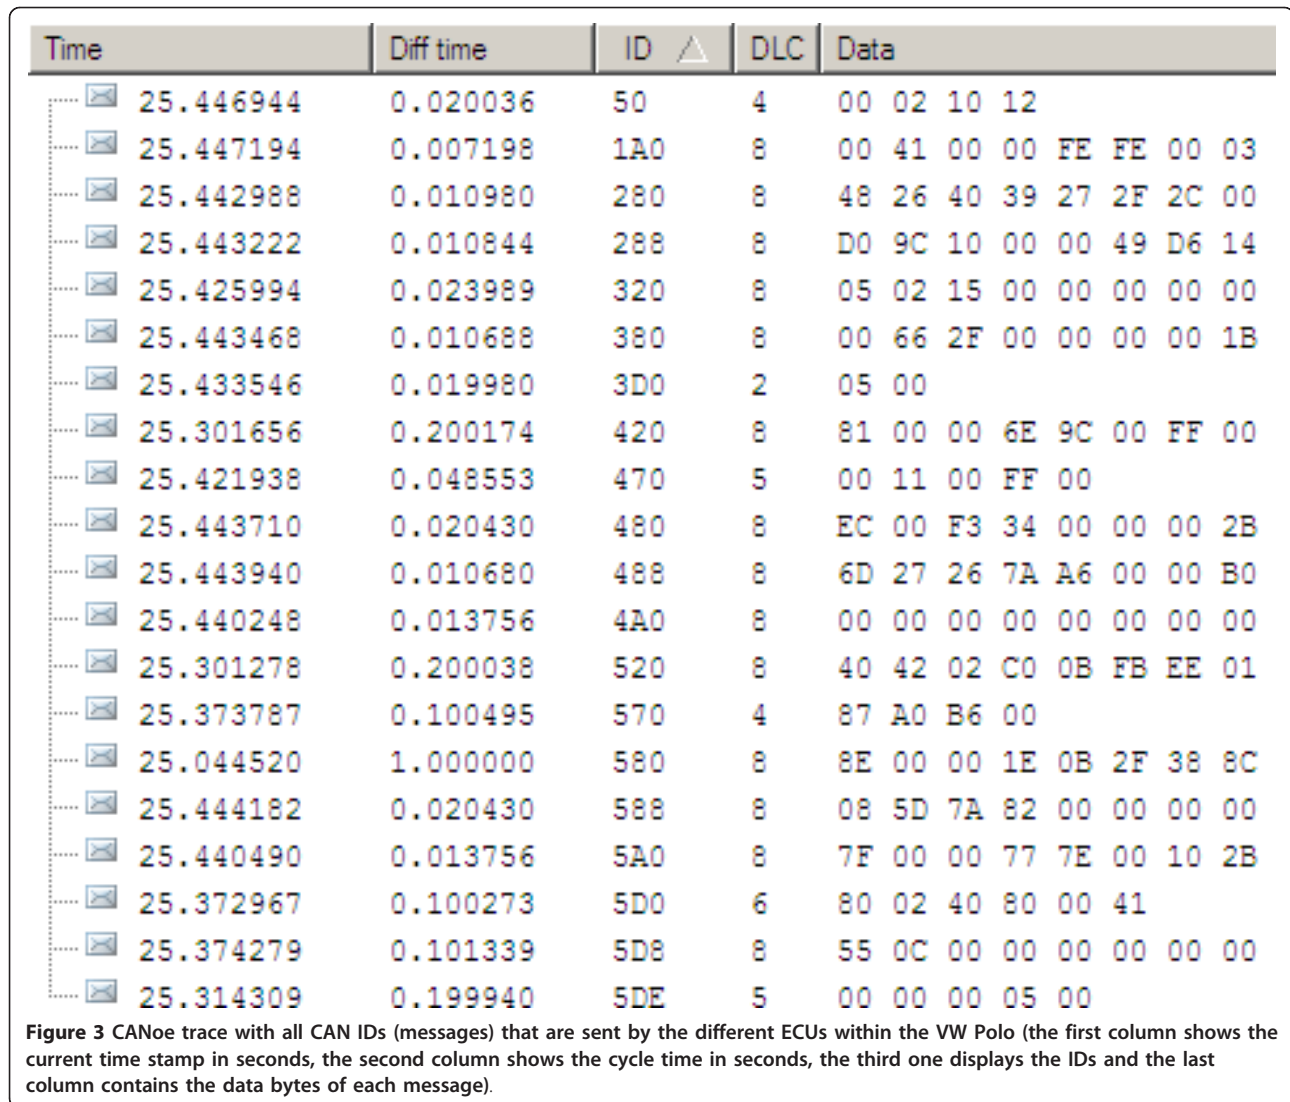 Time Diff time ID DLC Data
25.446944 0.020036 50 4 00 02 10 12
25.447194 0.007198 1A0 8 00 41 00 00 FE FE 00 03
25.442988 0.010980 280 8 48 26 40 39 27 2F 2C 00
25.443222 0.010844 288 8 D0 9C 10 00 00 49 D6 14
25.425994 0.023989 320 8 05 02 15 00 00 00 00 00
25.443468 0.010688 380 8 00 66 2F 00 00 00 00 1B
25.433546 0.019980 3D0 2 05 00
25.301656 0.200174 420 8 81 00 00 6E 9C 00 FF 00
25.421938 0.048553 470 5 00 11 00 FF 00
25.443710 0.020430 480 8 EC 00 F3 34 00 00 00 2B
25.443940 0.010680 488 8 6D 27 26 7A A6 00 00 B0
25.440248 0.013756 4A0 8 00 00 00 00 00 00 00 00
25.301278 0.200038 520 8 40 42 02 C0 0B FB EE 01
25.373787 0.100495 570 4 87 A0 B6 00
25.044520 1.000000 580 8 8E 00 00 1E 0B 2F 38 8C
25.444182 0.020430 588 8 08 5D 7A 82 00 00 00 00
25.440490 0.013756 5A0 8 7F 00 00 77 7E 00 10 2B
25.372967 0.100273 5D0 6 80 02 40 80 00 41
25.374279 0.101339 5D8 8 55 0C 00 00 00 00 00 00
25.314309 0.199940 5DE 5 00 00 00 05 00
Figure 3 CANoe trace with all CAN IDs (messages) that are sent by the different ECUs within the VW Polo (the first column shows the
current time stamp in seconds, the second column shows the cycle time in seconds, the third one displays the IDs and the last
column contains the data bytes of each message).